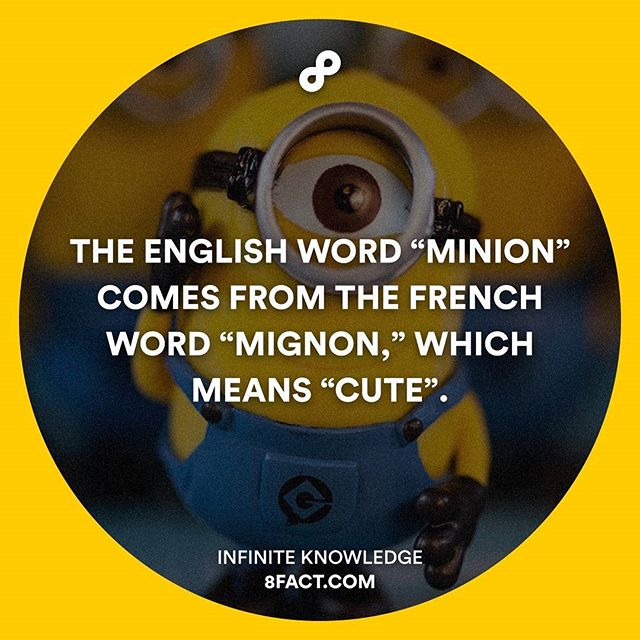 THE ENGLISH WORD “MINION”
COMES FROM THE FRENCH
WORD “MIGNON,” WHICH
MEANS “CUTE”.
INFINITE KNOWLEDGE
8FACT.COM